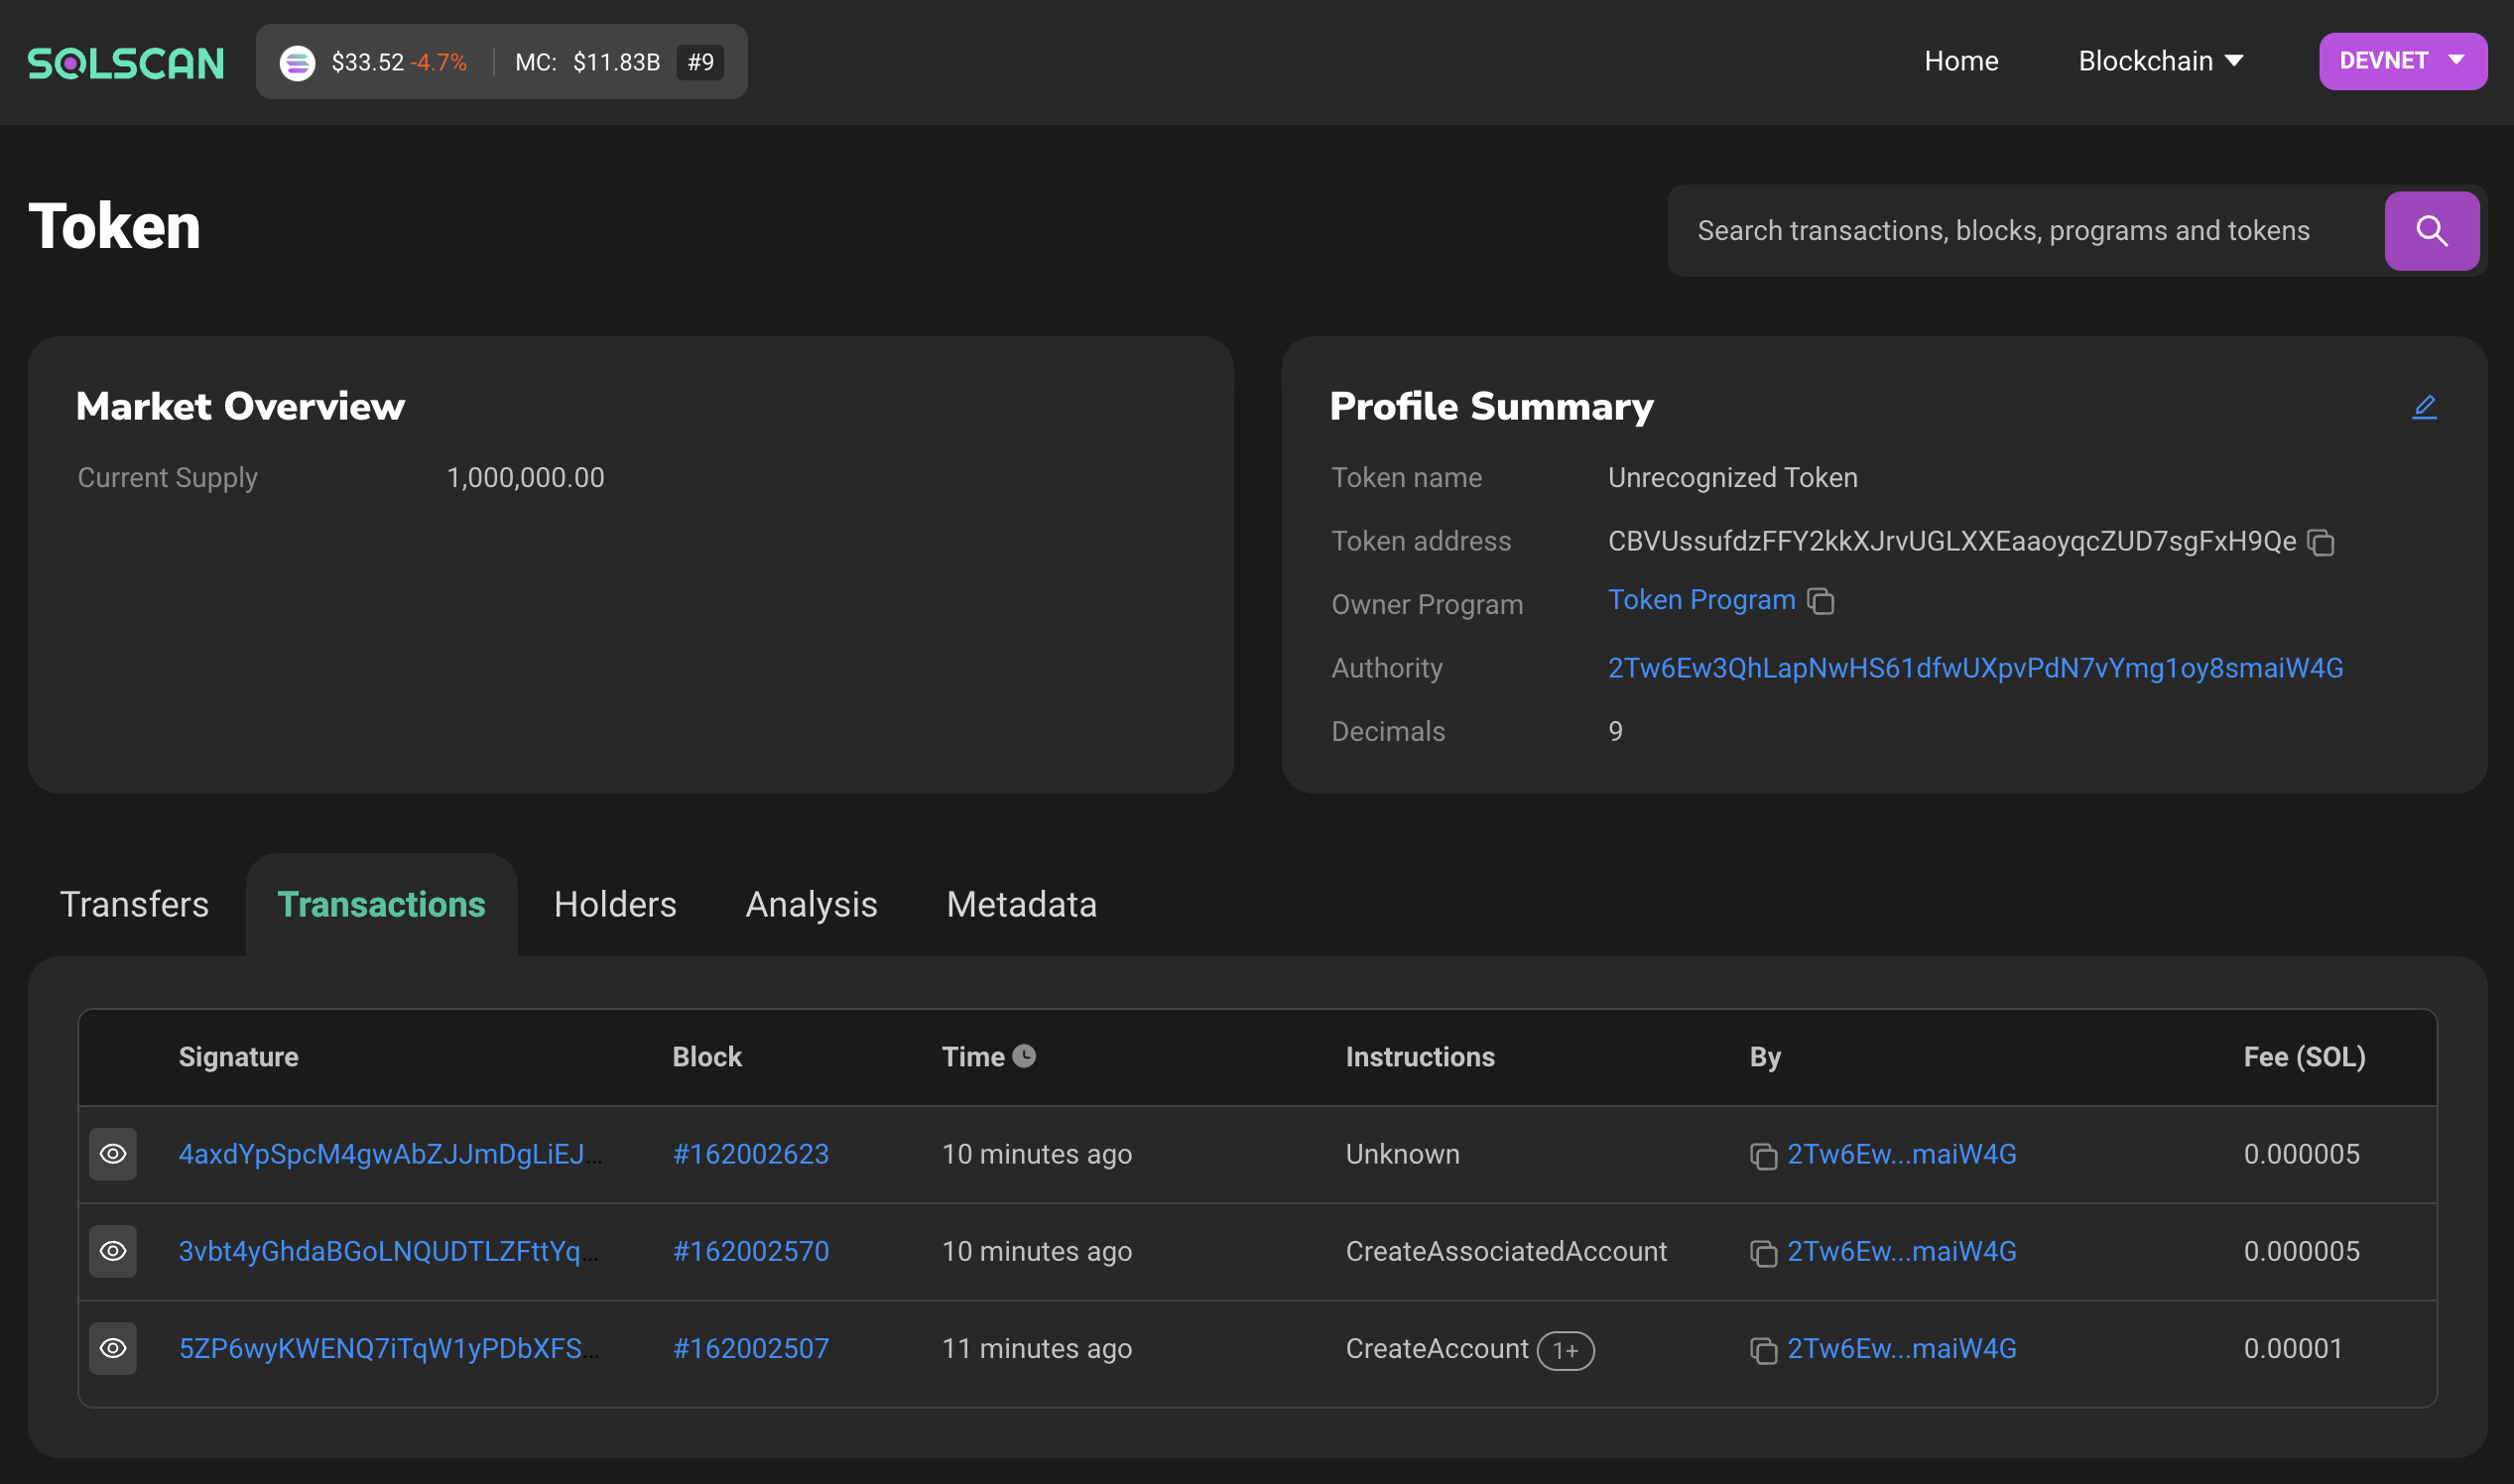 SOLSCAN $33.52 -4.7% MC: $11.83B #9 Home Blockchain DEVNET
Token
Search transactions, blocks, programs and tokens
Market Overview
Current Supply 1,000,000.00
Profile Summary
Token name Unrecognized Token
Token address CBVUssufdzFFY2kkXJrvUGLXXEaaoyqcZUD7sgFxH9Qe
Owner Program Token Program
Authority 2Tw6Ew3QhLapNwHS61dfwUXpvPdN7vYmg1oy8smaiW4G
Decimals 9
Transfers Transactions Holders Analysis Metadata
Signature Block Time Instructions By Fee (SOL)
4axdYpSpcM4gwAbZJJmDgLiEJ... #162002623 10 minutes ago Unknown 2Tw6Ew...maiW4G 0.000005
3vbt4yGhdaBGoLNQUDTLZFttYq... #162002570 10 minutes ago CreateAssociatedAccount 2Tw6Ew...maiW4G 0.000005
5ZP6wyKWENQ7iTqW1yPDbXFS... #162002507 11 minutes ago CreateAccount 1+ 2Tw6Ew...maiW4G 0.00001